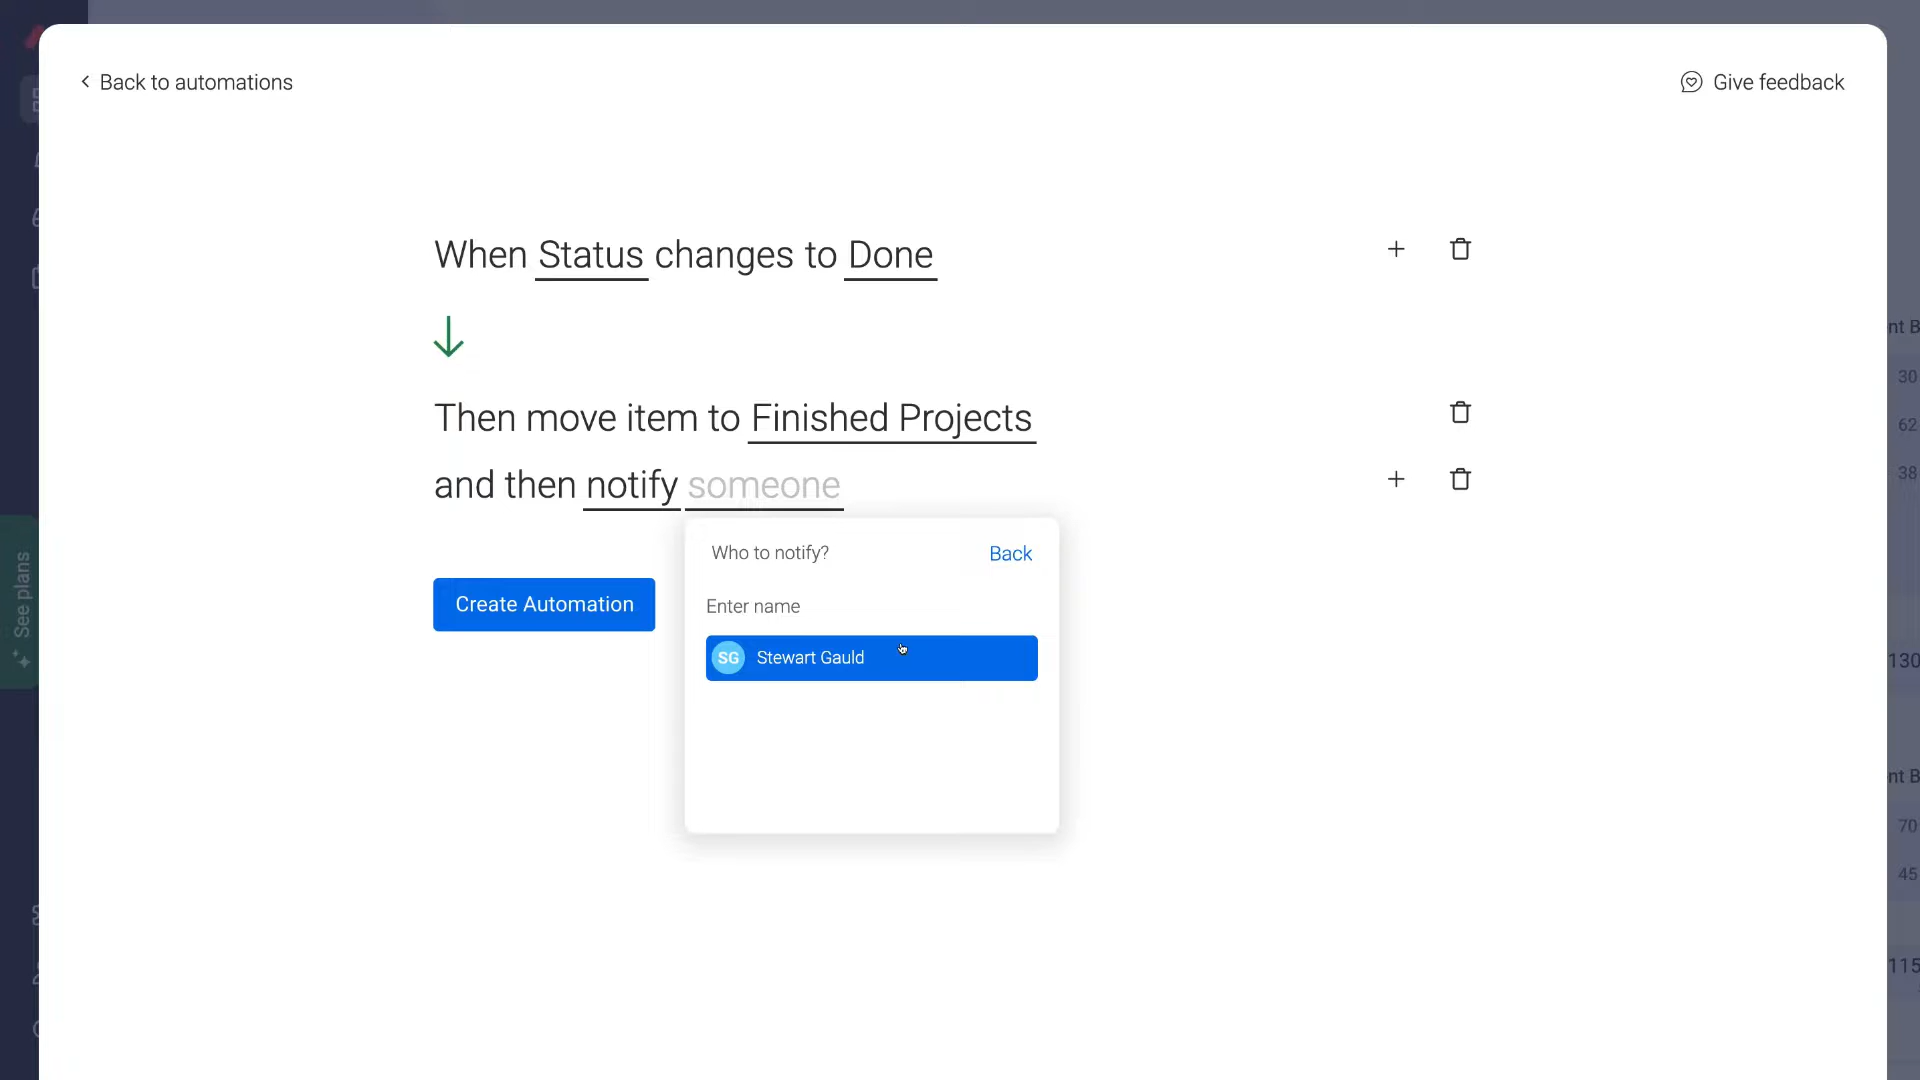 Back to automations
Give feedback
When Status changes to Done
Then move item to Finished Projects
and then notify someone
Who to notify?
Back
Enter name
SG Stewart Gauld
Create Automation
See plans
nt B
30
62
38
130
nt B
70
45
115